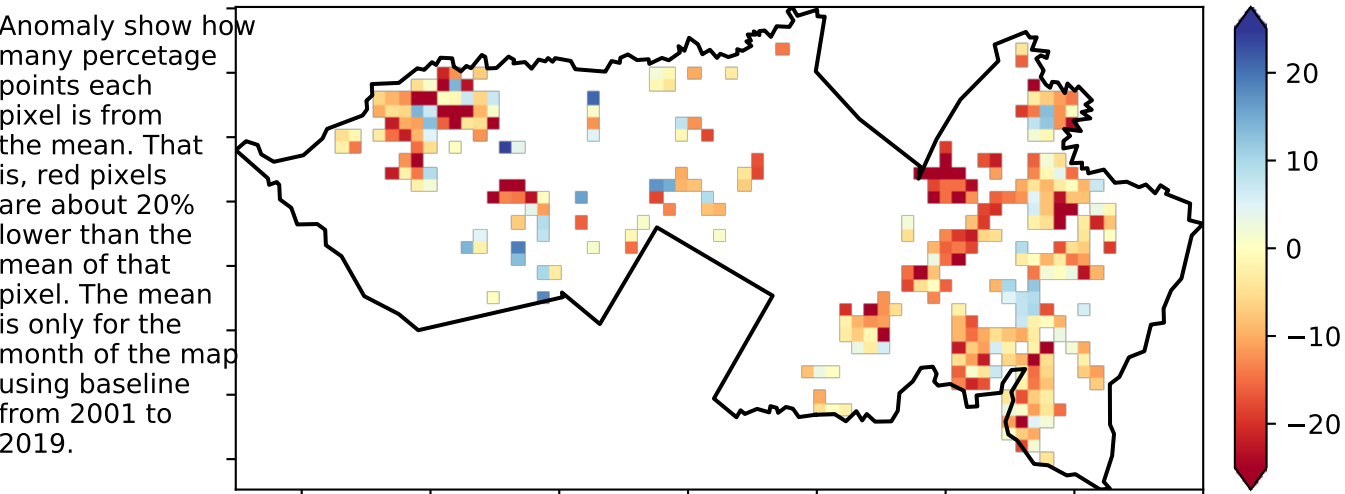 Anomaly show how
many percetage
points each
pixel is from
the mean. That
is, red pixels
are about 20%
lower than the
mean of that
pixel. The mean
is only for the
month of the map
using baseline
from 2001 to
2019.
20
10
0
−10
−20